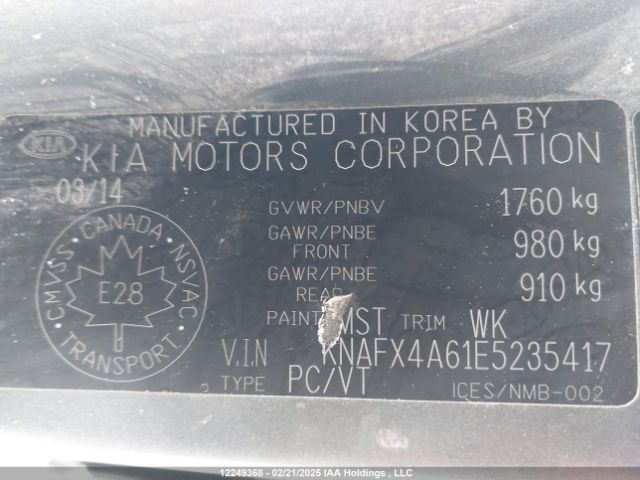 MANUFACTURED IN KOREA BY
KIA KIA MOTORS CORPORATION
03/14
GVWR/PNBV 1760 kg
GAWR/PNBE FRONT 980 kg
GAWR/PNBE REAR 910 kg
PAINT MST TRIM WK
V.I.N KNAFX4A61E5235417
TYPE PC/VT ICES/NMB-002
CMVSS · CANADA · NSVAC
E28
TRANSPORT
12249368 - 02/21/2025 IAA Holdings , LLC